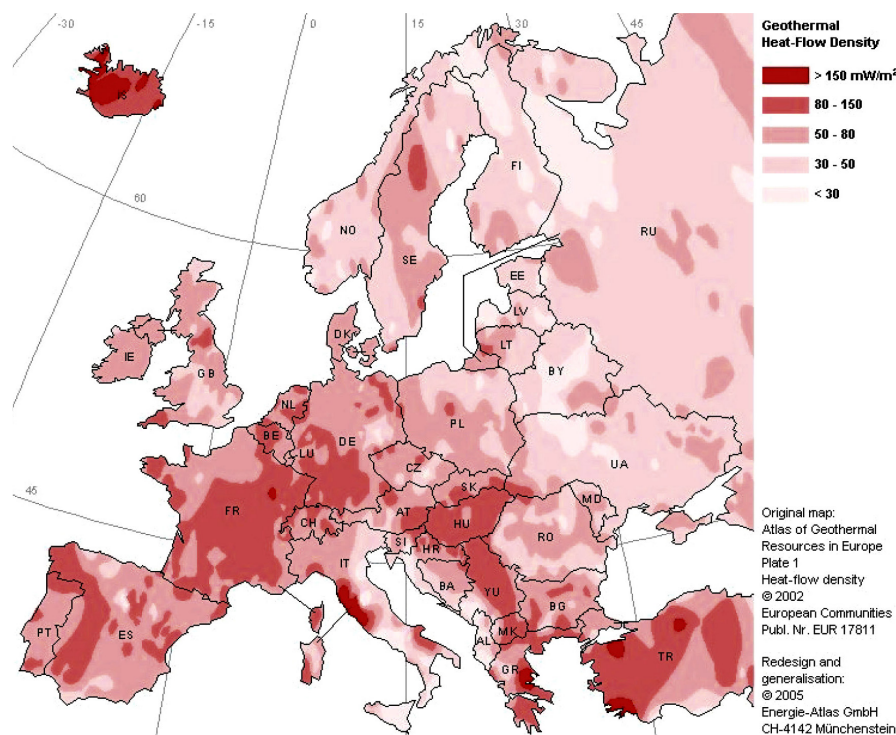 -30
-15
0
15
30
45
60
45
IS
NO
SE
FI
RU
EE
LV
LT
BY
DK
IE
GB
NL
BE
LU
DE
PL
CZ
SK
UA
MD
FR
CH
AT
HU
RO
SI
HR
IT
BA
YU
BG
AL
MK
GR
TR
PT
ES
Geothermal
Heat-Flow Density
> 150 mW/m²
80 - 150
50 - 80
30 - 50
< 30
Original map:
Atlas of Geothermal
Resources in Europe
Plate 1
Heat-flow density
© 2002
European Communities
Publ. Nr. EUR 17811
Redesign and
generalisation:
© 2005
Energie-Atlas GmbH
CH-4142 Münchenstein